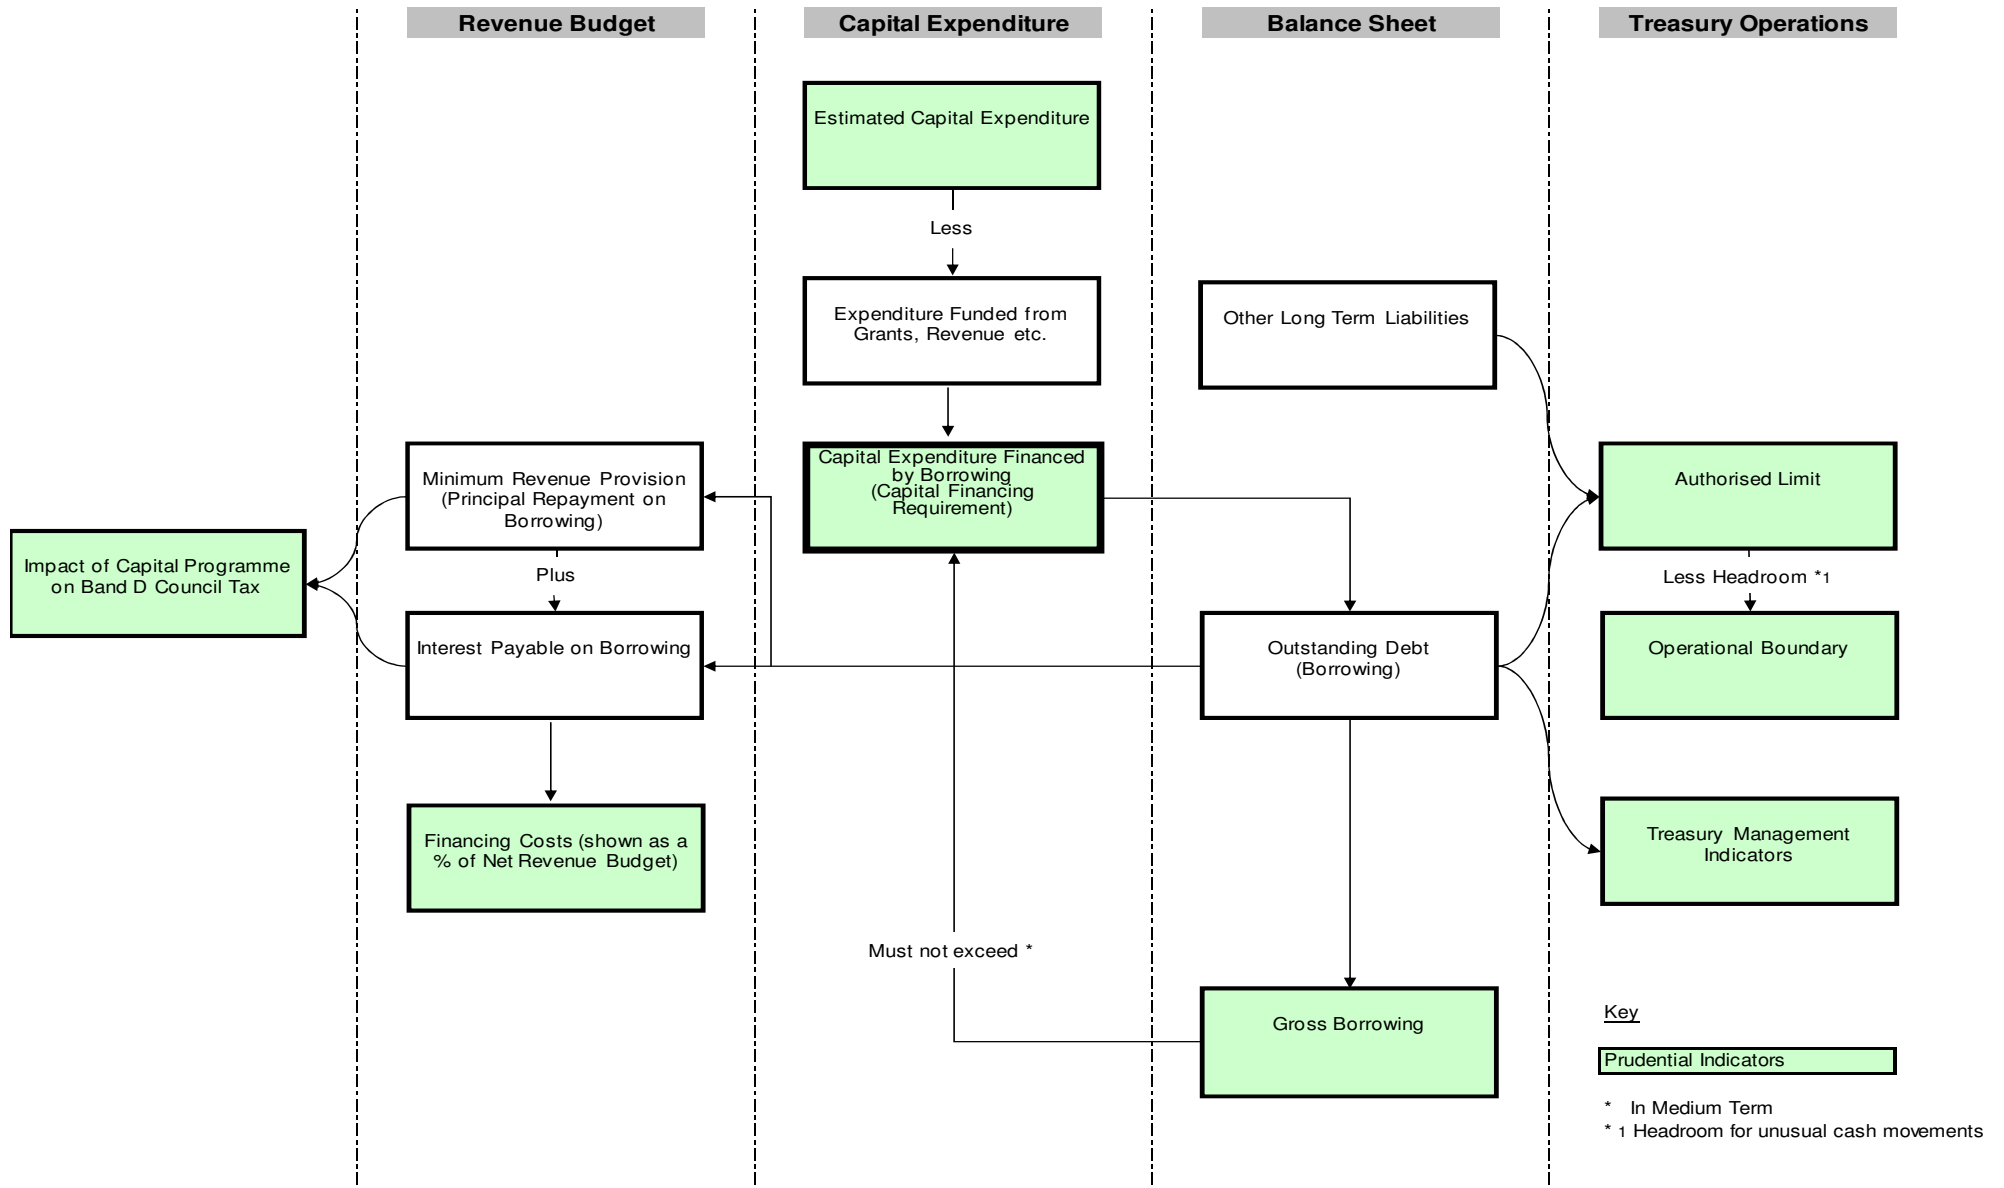 Revenue Budget
Capital Expenditure
Balance Sheet
Treasury Operations
Estimated Capital Expenditure
Less
Expenditure Funded from
Grants, Revenue etc.
Other Long Term Liabilities
Minimum Revenue Provision
(Principal Repayment on
Borrowing)
Capital Expenditure Financed
by Borrowing
(Capital Financing
Requirement)
Authorised Limit
Impact of Capital Programme
on Band D Council Tax
Plus
Less Headroom *1
Interest Payable on Borrowing
Outstanding Debt
(Borrowing)
Operational Boundary
Financing Costs (shown as a
% of Net Revenue Budget)
Treasury Management
Indicators
Must not exceed *
Gross Borrowing
Key
Prudential Indicators
* In Medium Term
* 1 Headroom for unusual cash movements